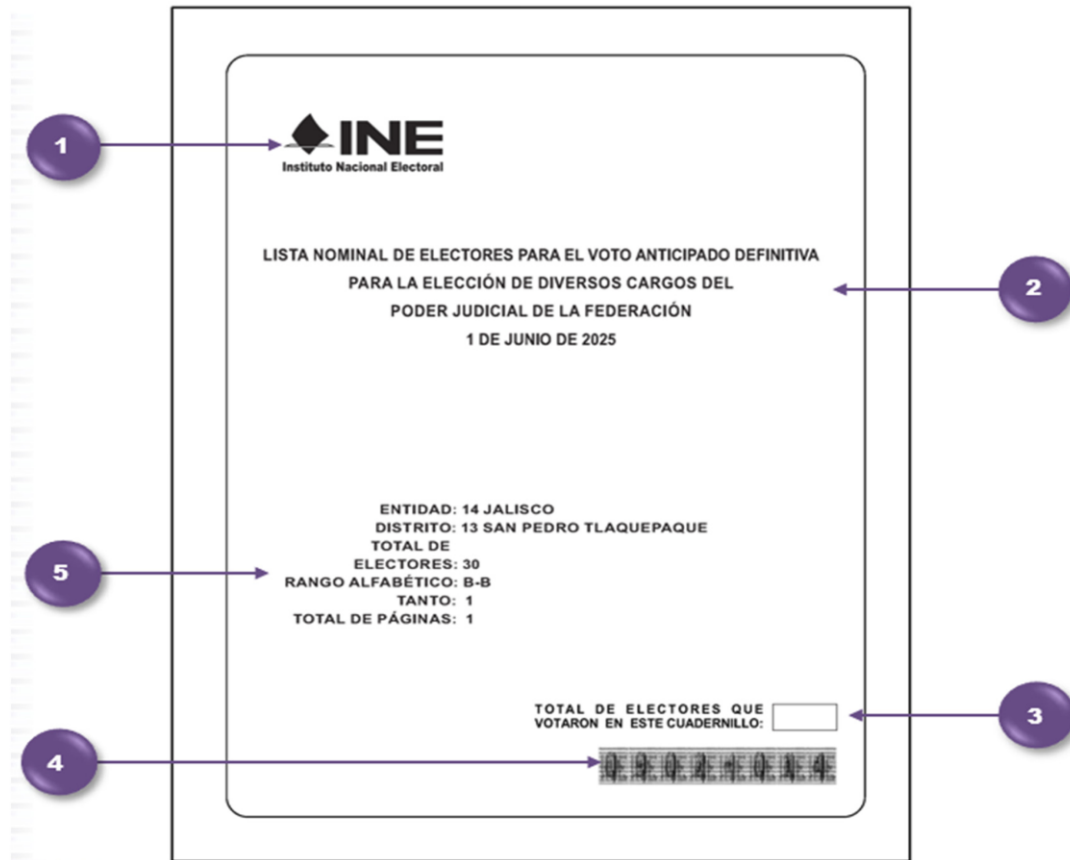 1
INE
Instituto Nacional Electoral
LISTA NOMINAL DE ELECTORES PARA EL VOTO ANTICIPADO DEFINITIVA
PARA LA ELECCIÓN DE DIVERSOS CARGOS DEL
PODER JUDICIAL DE LA FEDERACIÓN
1 DE JUNIO DE 2025
2
ENTIDAD: 14 JALISCO
DISTRITO: 13 SAN PEDRO TLAQUEPAQUE
TOTAL DE
ELECTORES: 30
RANGO ALFABÉTICO: B-B
TANTO: 1
TOTAL DE PÁGINAS: 1
5
TOTAL DE ELECTORES QUE
VOTARON EN ESTE CUADERNILLO:
3
4